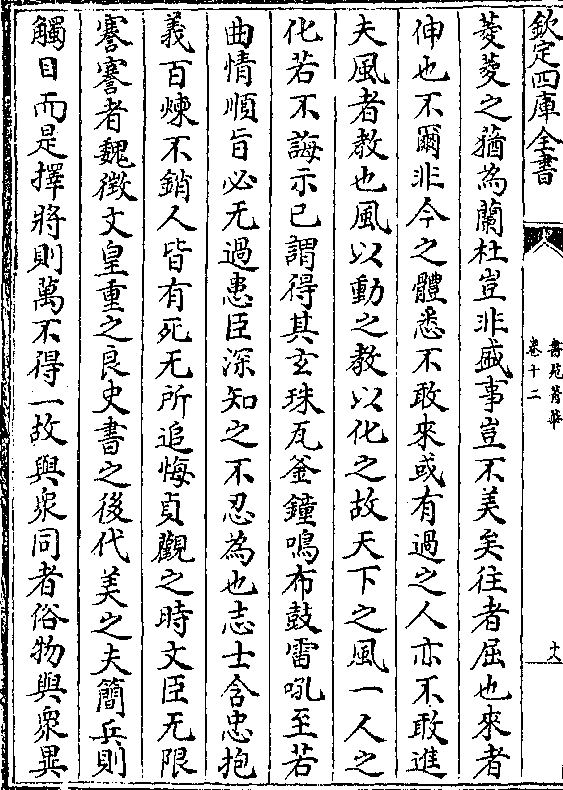 欽定四庫全書
書苑菁華
卷十二
十八
菱菱之蕕為蘭杜豈非盛事豈不美矣往者屈也來者
伸也不爾非今之體悉不敢來或有過之人亦不敢進
夫風者教也風以動之教以化之故天下之風一人之
化若不誨示已謂得其玄珠瓦釜鐘鳴布鼓雷吼至若
曲情順旨必无過患臣深知之不忍為也志士含忠抱
義百煉不銷人皆有死无所追悔貞觀之時文臣无限
謇謇者魏徵文皇重之良史書之後代美之夫簡兵則
觸目而是擇將則萬不得一故與衆同者俗物與衆異